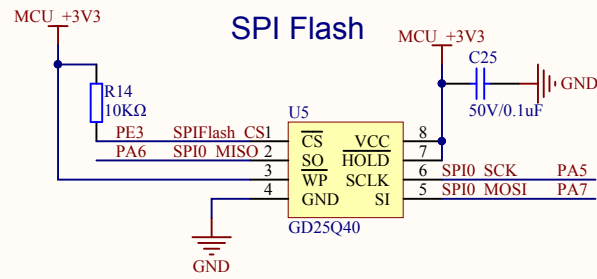 SPI Flash
MCU_+3V3
MCU_+3V3
C25
GND
50V/0.1uF
R14
10KΩ
U5
PE3 SPIFlash_CS 1 CS VCC 8
PA6 SPI0_MISO 2 SO HOLD 7
3 WP SCLK 6 SPI0_SCK PA5
4 GND SI 5 SPI0_MOSI PA7
GD25Q40
GND